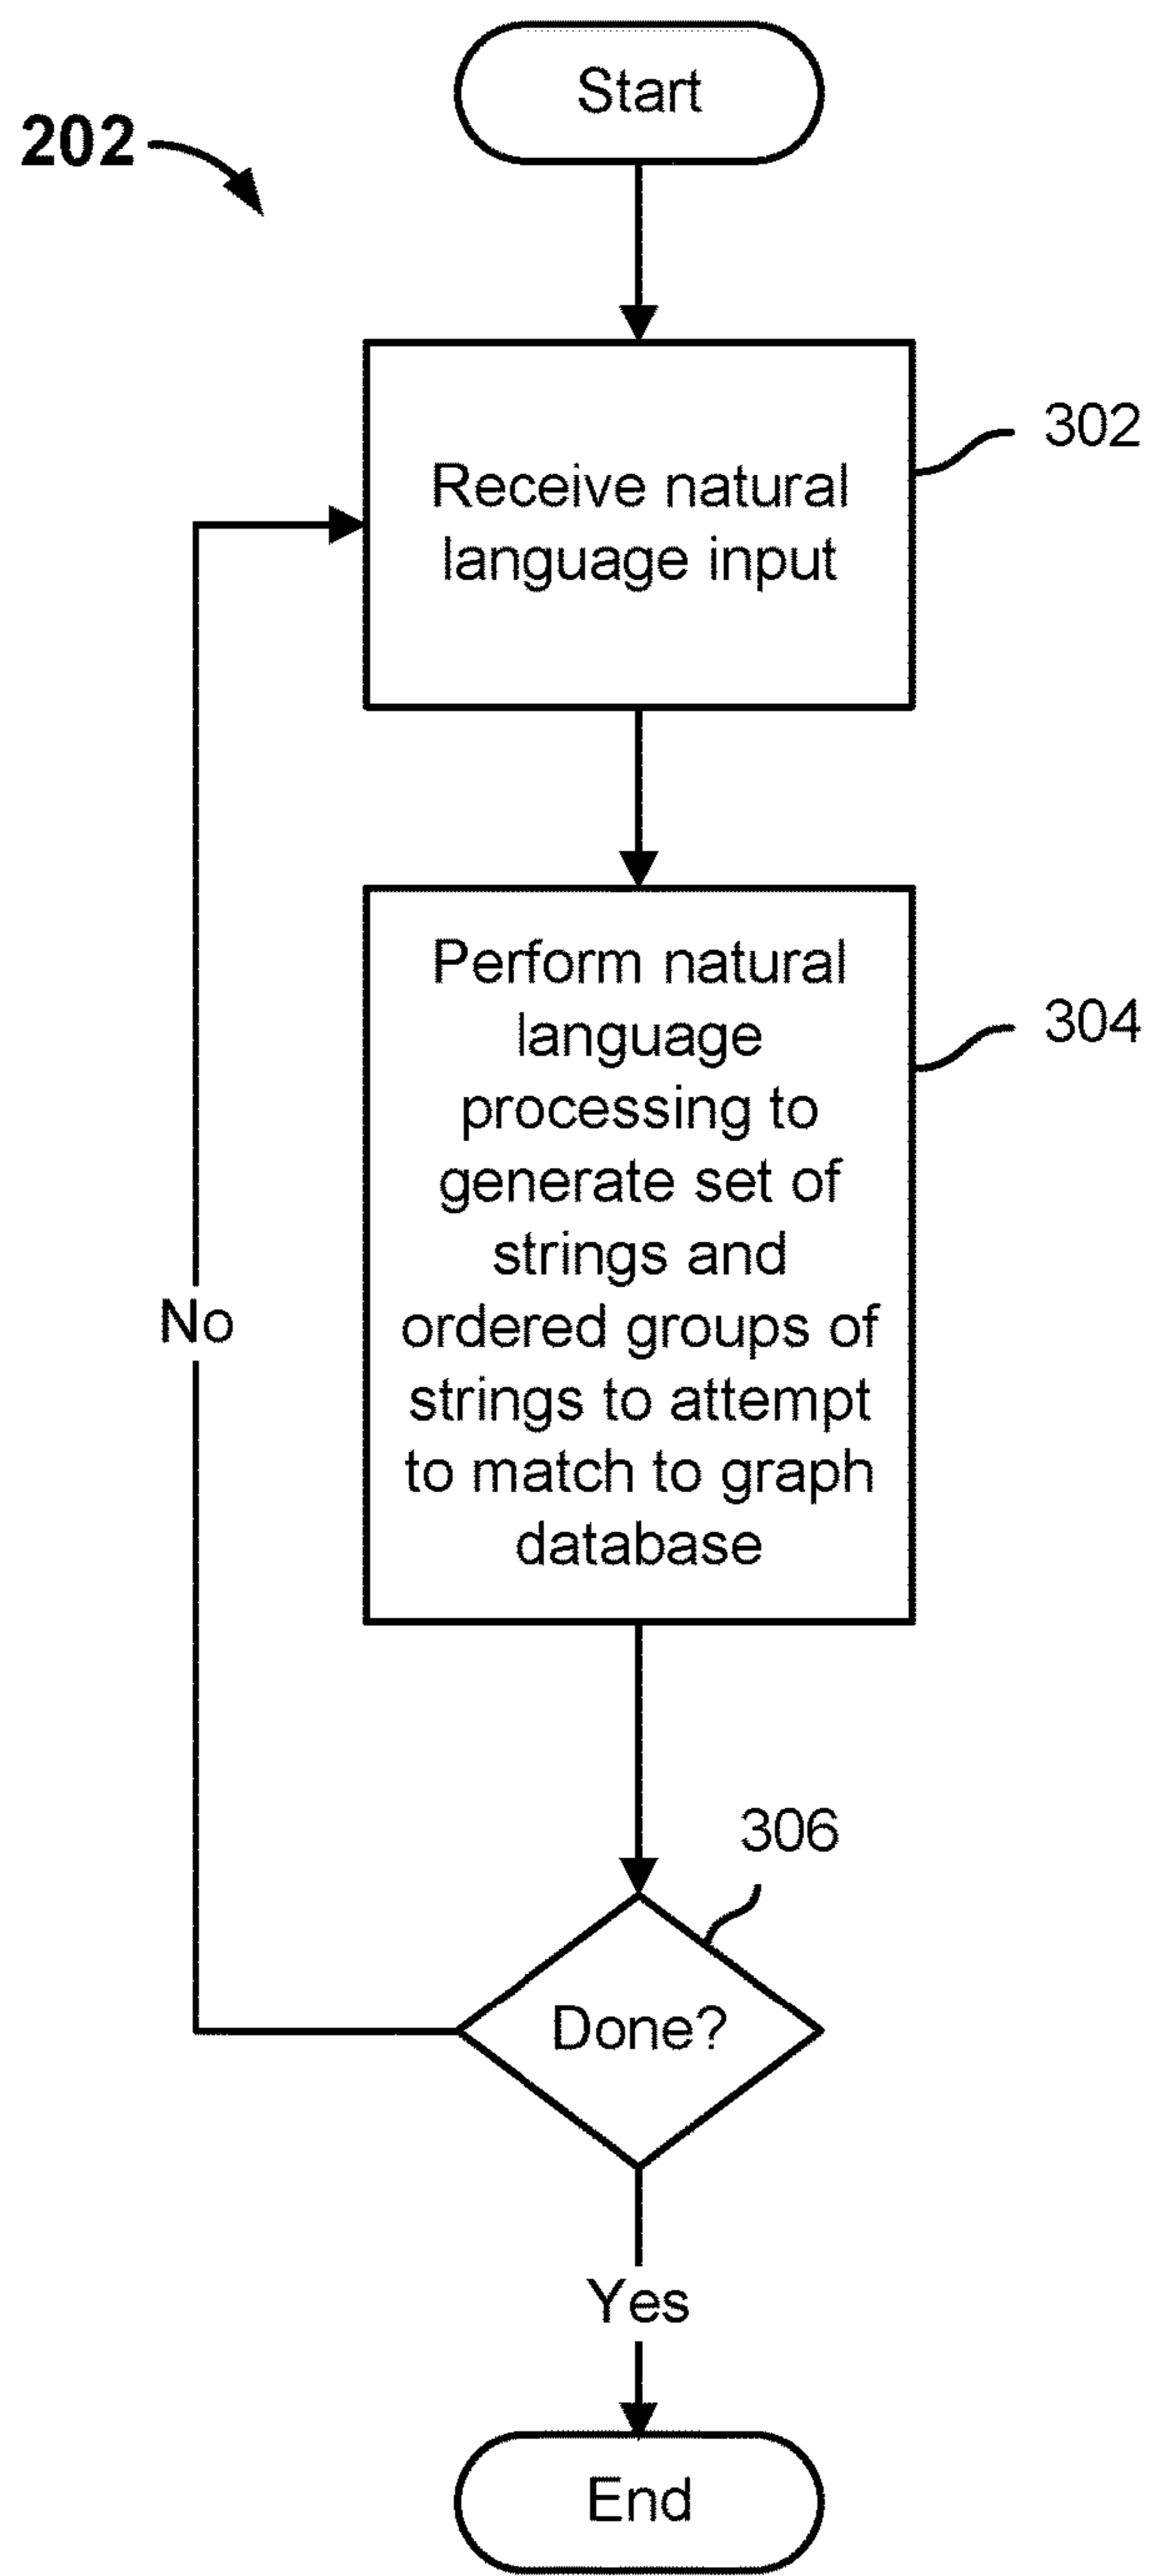 Start
202
302
Receive natural
language input
304
Perform natural
language
processing to
generate set of
strings and
ordered groups of
strings to attempt
to match to graph
database
No
306
Done?
Yes
End